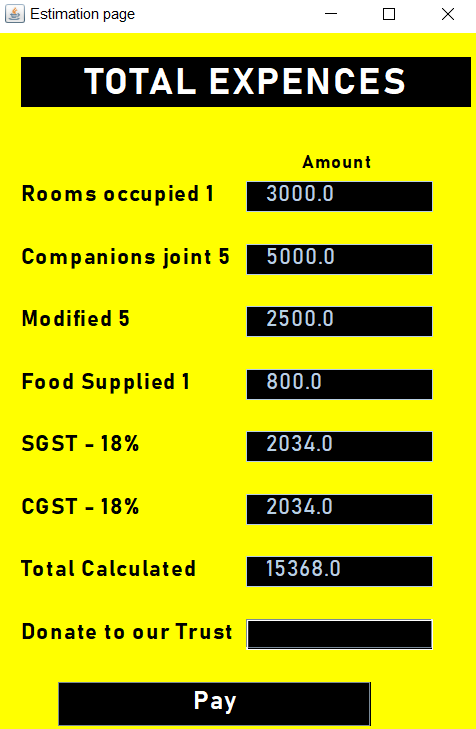 Estimation page
TOTAL EXPENCES
Amount
Rooms occupied 1 3000.0
Companions joint 5 5000.0
Modified 5 2500.0
Food Supplied 1 800.0
SGST - 18% 2034.0
CGST - 18% 2034.0
Total Calculated 15368.0
Donate to our Trust
Pay